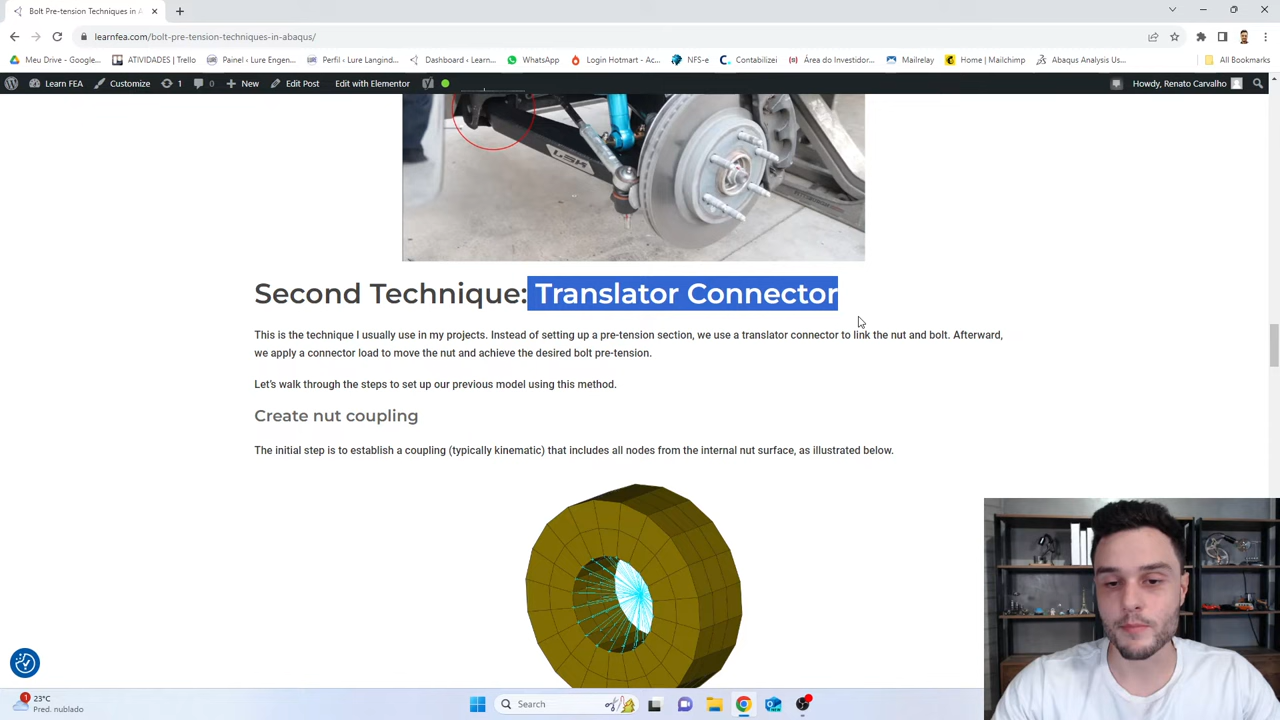 Bolt Pre-tension Techniques in A
learnfea.com/bolt-pre-tension-techniques-in-abaqus/
Meu Drive - Google...
ATIVIDADES | Trello
Painel ‹ Lure Engen...
Perfil ‹ Lure Langind...
Dashboard ‹ Learn...
WhatsApp
Login Hotmart - Ac...
NFS-e
Contabilizei
Área do Investidor...
Mailrelay
Home | Mailchimp
Abaqus Analysis Us...
All Bookmarks
Learn FEA
Customize
1
0
New
Edit Post
Edit with Elementor
Howdy, Renato Carvalho
Second Technique: Translator Connector
This is the technique I usually use in my projects. Instead of setting up a pre-tension section, we use a translator connector to link the nut and bolt. Afterward,
we apply a connector load to move the nut and achieve the desired bolt pre-tension.
Let's walk through the steps to set up our previous model using this method.
Create nut coupling
The initial step is to establish a coupling (typically kinematic) that includes all nodes from the internal nut surface, as illustrated below.
1
23°C
Pred. nublado
Search